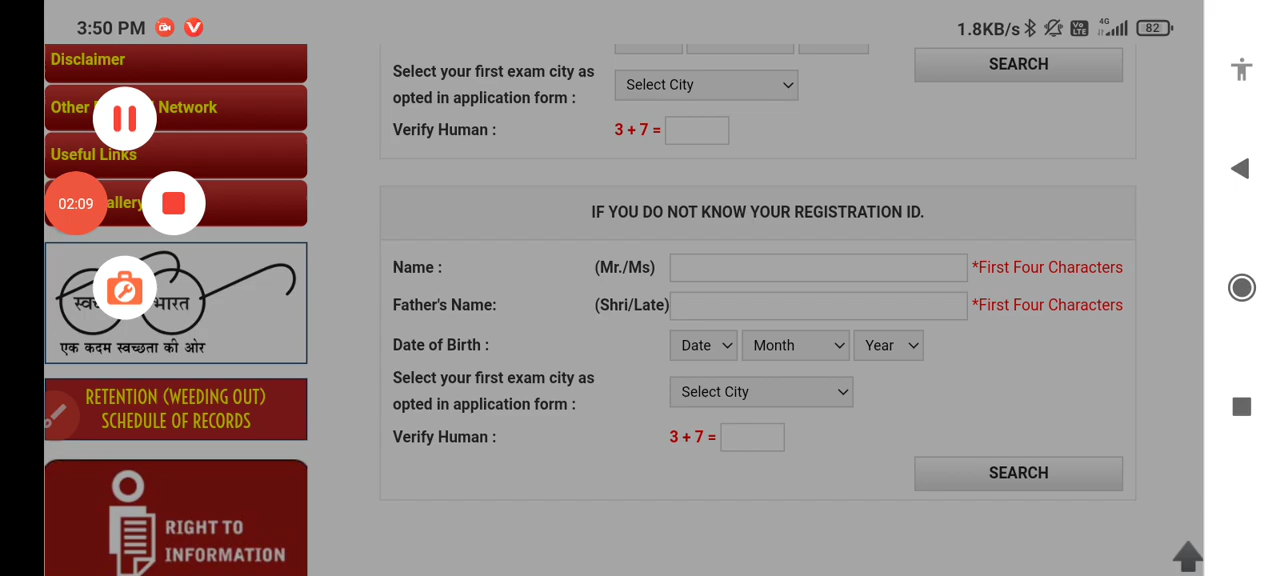 3:50 PM
1.8KB/s 4G 82
Disclaimer
Other Network
Useful Links
02:09
भारत
एक कदम स्वच्छता की ओर
RETENTION (WEEDING OUT)
SCHEDULE OF RECORDS
RIGHT TO
INFORMATION
Select your first exam city as
opted in application form :
Select City
SEARCH
Verify Human :
3 + 7 =
IF YOU DO NOT KNOW YOUR REGISTRATION ID.
Name : (Mr./Ms) *First Four Characters
Father's Name: (Shri/Late) *First Four Characters
Date of Birth : Date Month Year
Select your first exam city as
opted in application form :
Select City
Verify Human : 3 + 7 =
SEARCH